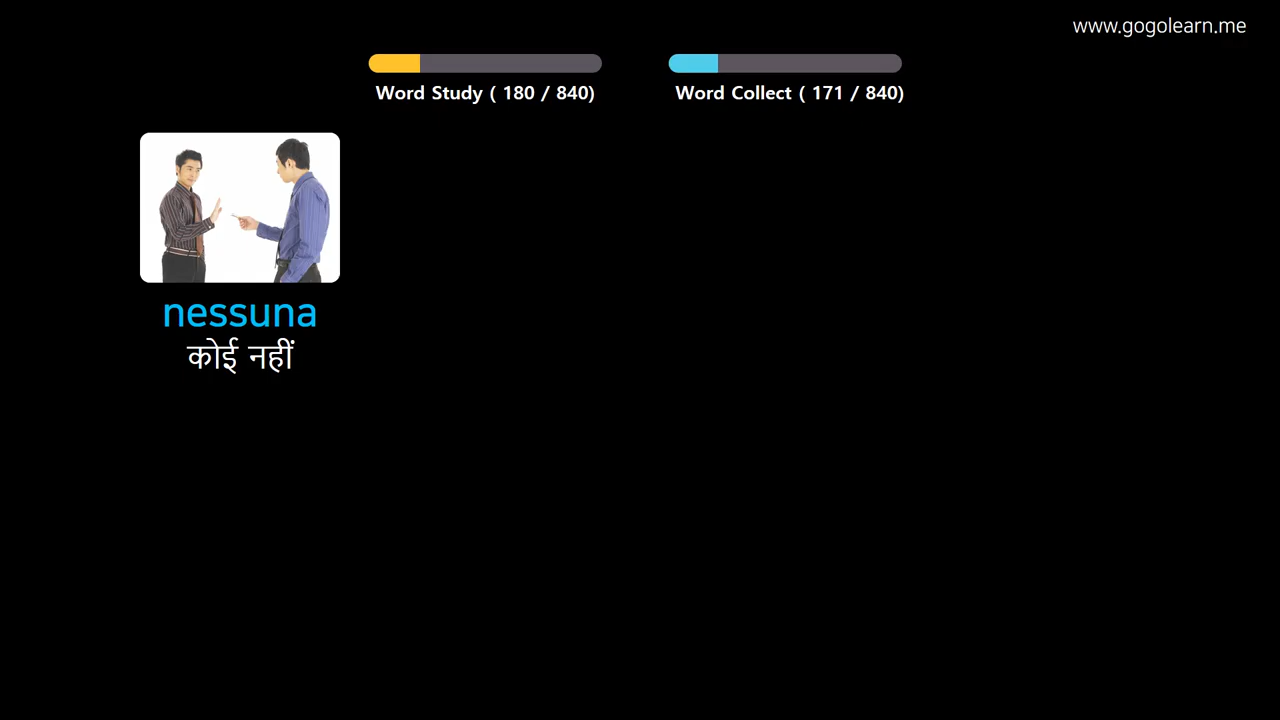 www.gogolearn.me
Word Study ( 180 / 840)
Word Collect ( 171 / 840)
nessuna
कोई नहीं